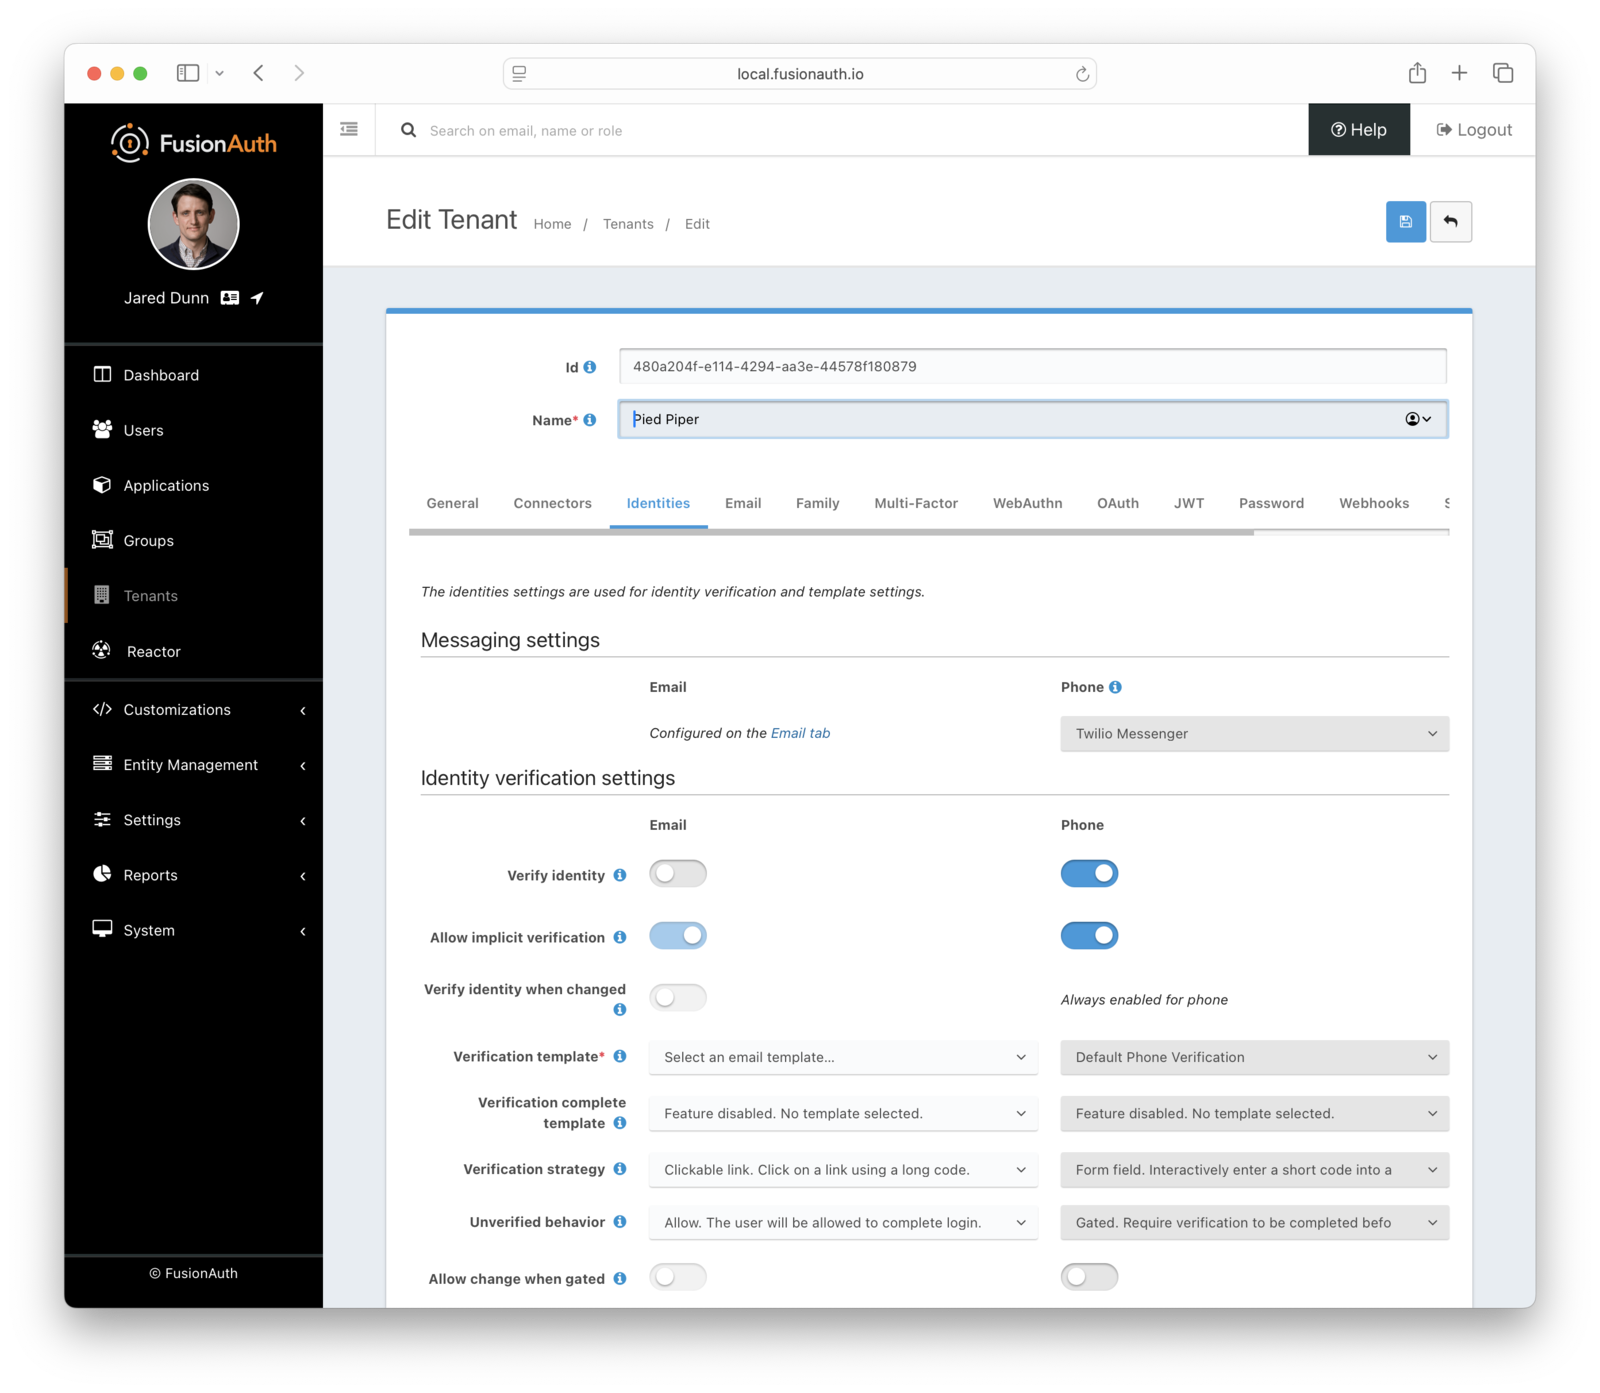 local.fusionauth.io
FusionAuth
Search on email, name or role
Help
Logout
Jared Dunn
Edit Tenant Home / Tenants / Edit
Dashboard
Users
Applications
Groups
Tenants
Reactor
Customizations
Entity Management
Settings
Reports
System
© FusionAuth
Id 480a204f-e114-4294-aa3e-44578f180879
Name* Pied Piper
General Connectors Identities Email Family Multi-Factor WebAuthn OAuth JWT Password Webhooks
The identities settings are used for identity verification and template settings.
Messaging settings
Email Phone
Configured on the Email tab Twilio Messenger
Identity verification settings
Email Phone
Verify identity
Allow implicit verification
Verify identity when changed Always enabled for phone
Verification template* Select an email template... Default Phone Verification
Verification complete
template Feature disabled. No template selected. Feature disabled. No template selected.
Verification strategy Clickable link. Click on a link using a long code. Form field. Interactively enter a short code into a
Unverified behavior Allow. The user will be allowed to complete login. Gated. Require verification to be completed befo
Allow change when gated